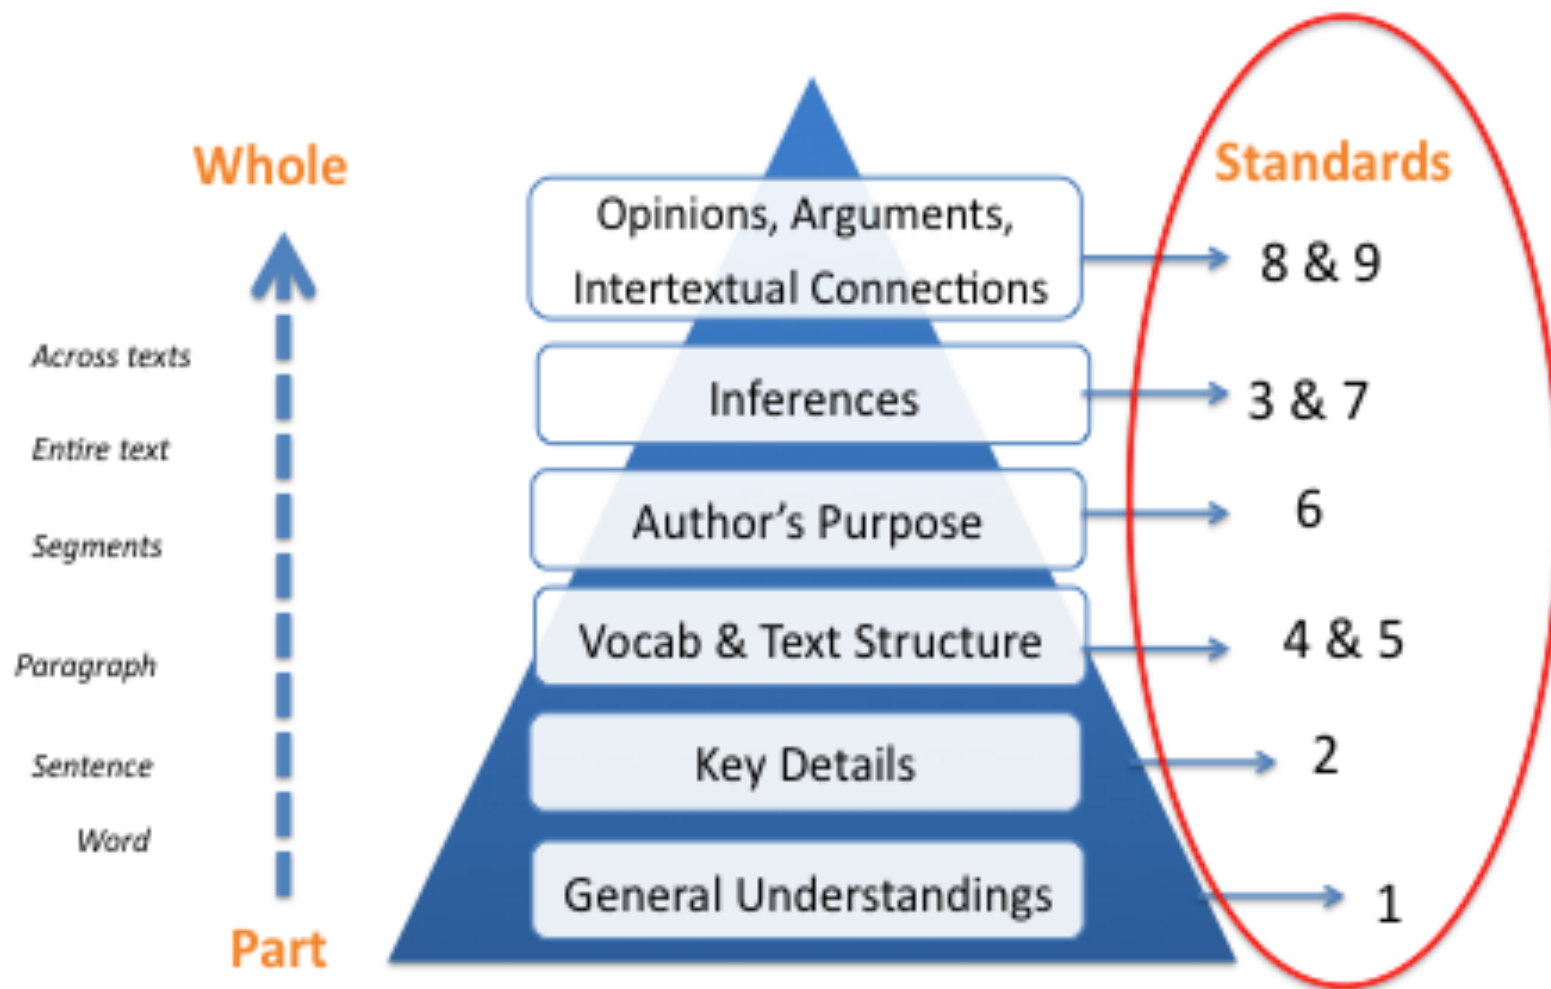 Whole
Across texts
Entire text
Segments
Paragraph
Sentence
Word
Part
Opinions, Arguments,
Intertextual Connections
Inferences
Author’s Purpose
Vocab & Text Structure
Key Details
General Understandings
Standards
8 & 9
3 & 7
6
4 & 5
2
1